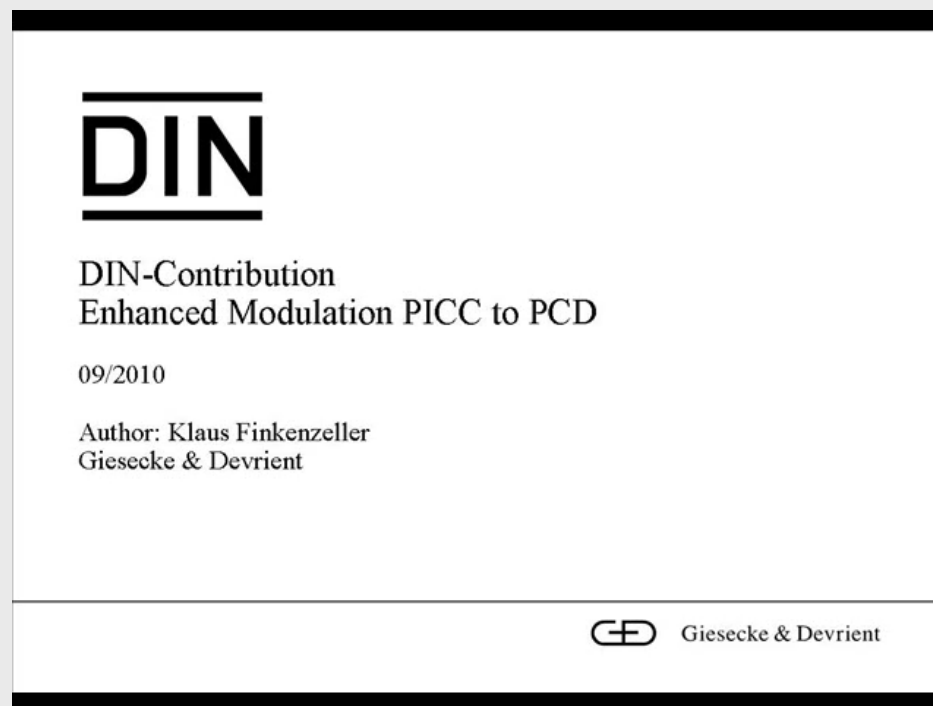 DIN
DIN-Contribution
Enhanced Modulation PICC to PCD
09/2010
Author: Klaus Finkenzeller
Giesecke & Devrient
Giesecke & Devrient